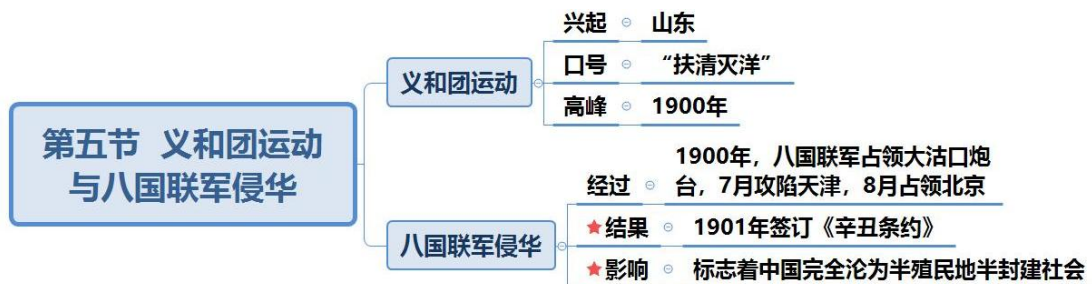 第五节 义和团运动
与八国联军侵华
义和团运动
兴起 山东
口号 “扶清灭洋”
高峰 1900年
八国联军侵华
经过 1900年，八国联军占领大沽口炮
台，7月攻陷天津，8月占领北京
结果 1901年签订《辛丑条约》
影响 标志着中国完全沦为半殖民地半封建社会